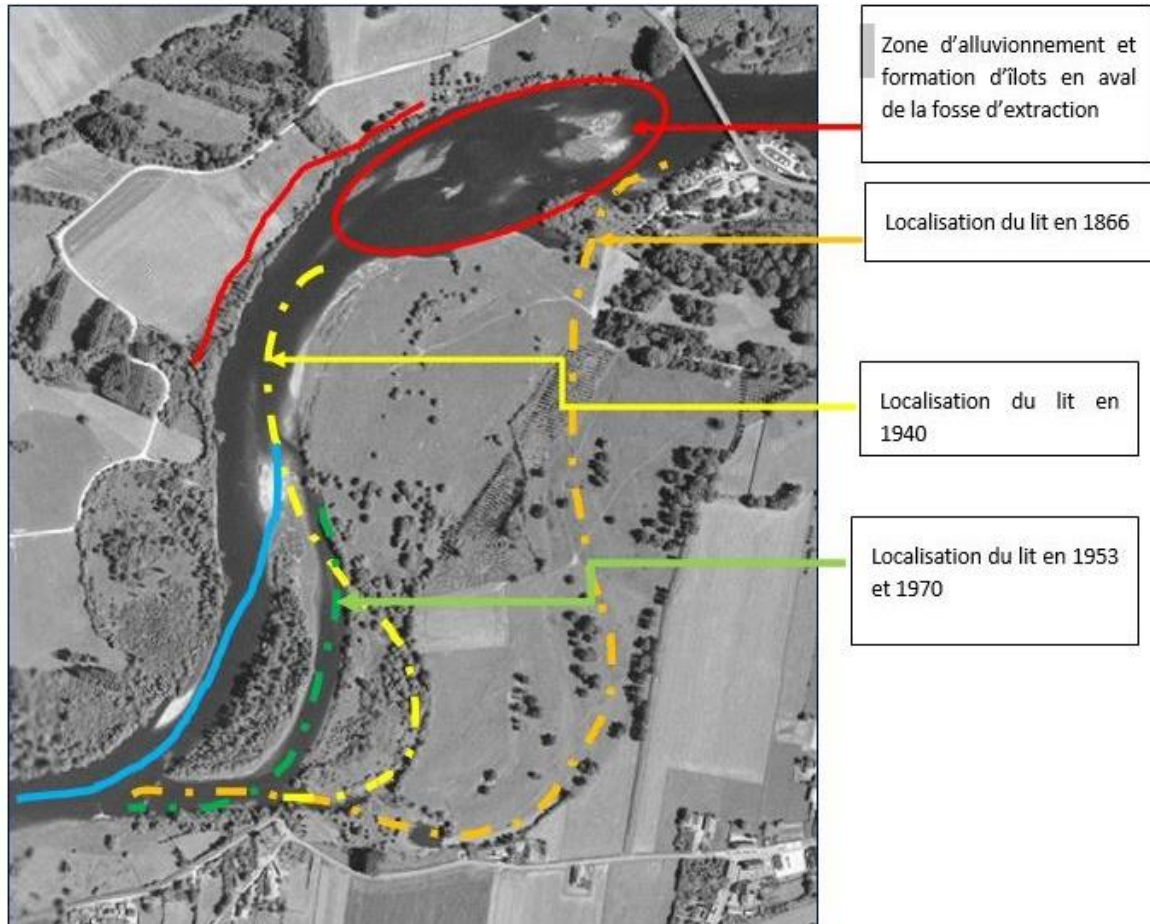 Zone d'alluvionnement et
formation d'îlots en aval
de la fosse d'extraction
Localisation du lit en 1866
Localisation du lit en
1940
Localisation du lit en 1953
et 1970